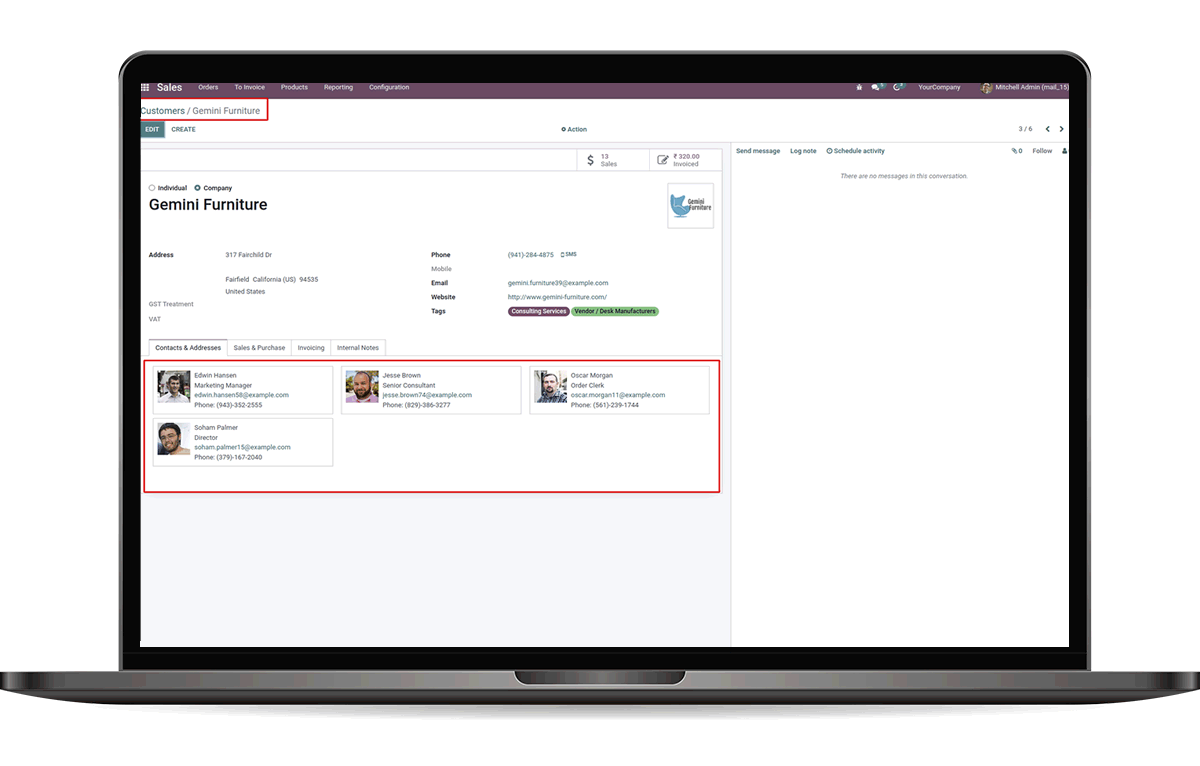 Sales Orders To Invoice Products Reporting Configuration YourCompany Mitchell Admin (mail_15)
Customers / Gemini Furniture
EDIT CREATE Action 3 / 6
13 Sales
₹ 320.00 Invoiced
Send message Log note Schedule activity 0 Follow
There are no messages in this conversation.
Individual Company
Gemini Furniture
Gemini
Furniture
Address 317 Fairchild Dr
Fairfield California (US) 94535
United States
GST Treatment
VAT
Phone (941)-284-4875 SMS
Mobile
Email gemini.furniture39@example.com
Website http://www.gemini-furniture.com/
Tags Consulting Services Vendor / Desk Manufacturers
Contacts & Addresses Sales & Purchase Invoicing Internal Notes
Edwin Hansen
Marketing Manager
edwin.hansen58@example.com
Phone: (943)-352-2555
Jesse Brown
Senior Consultant
jesse.brown74@example.com
Phone: (829)-386-3277
Oscar Morgan
Order Clerk
oscar.morgan11@example.com
Phone: (561)-239-1744
Soham Palmer
Director
soham.palmer15@example.com
Phone: (379)-167-2040